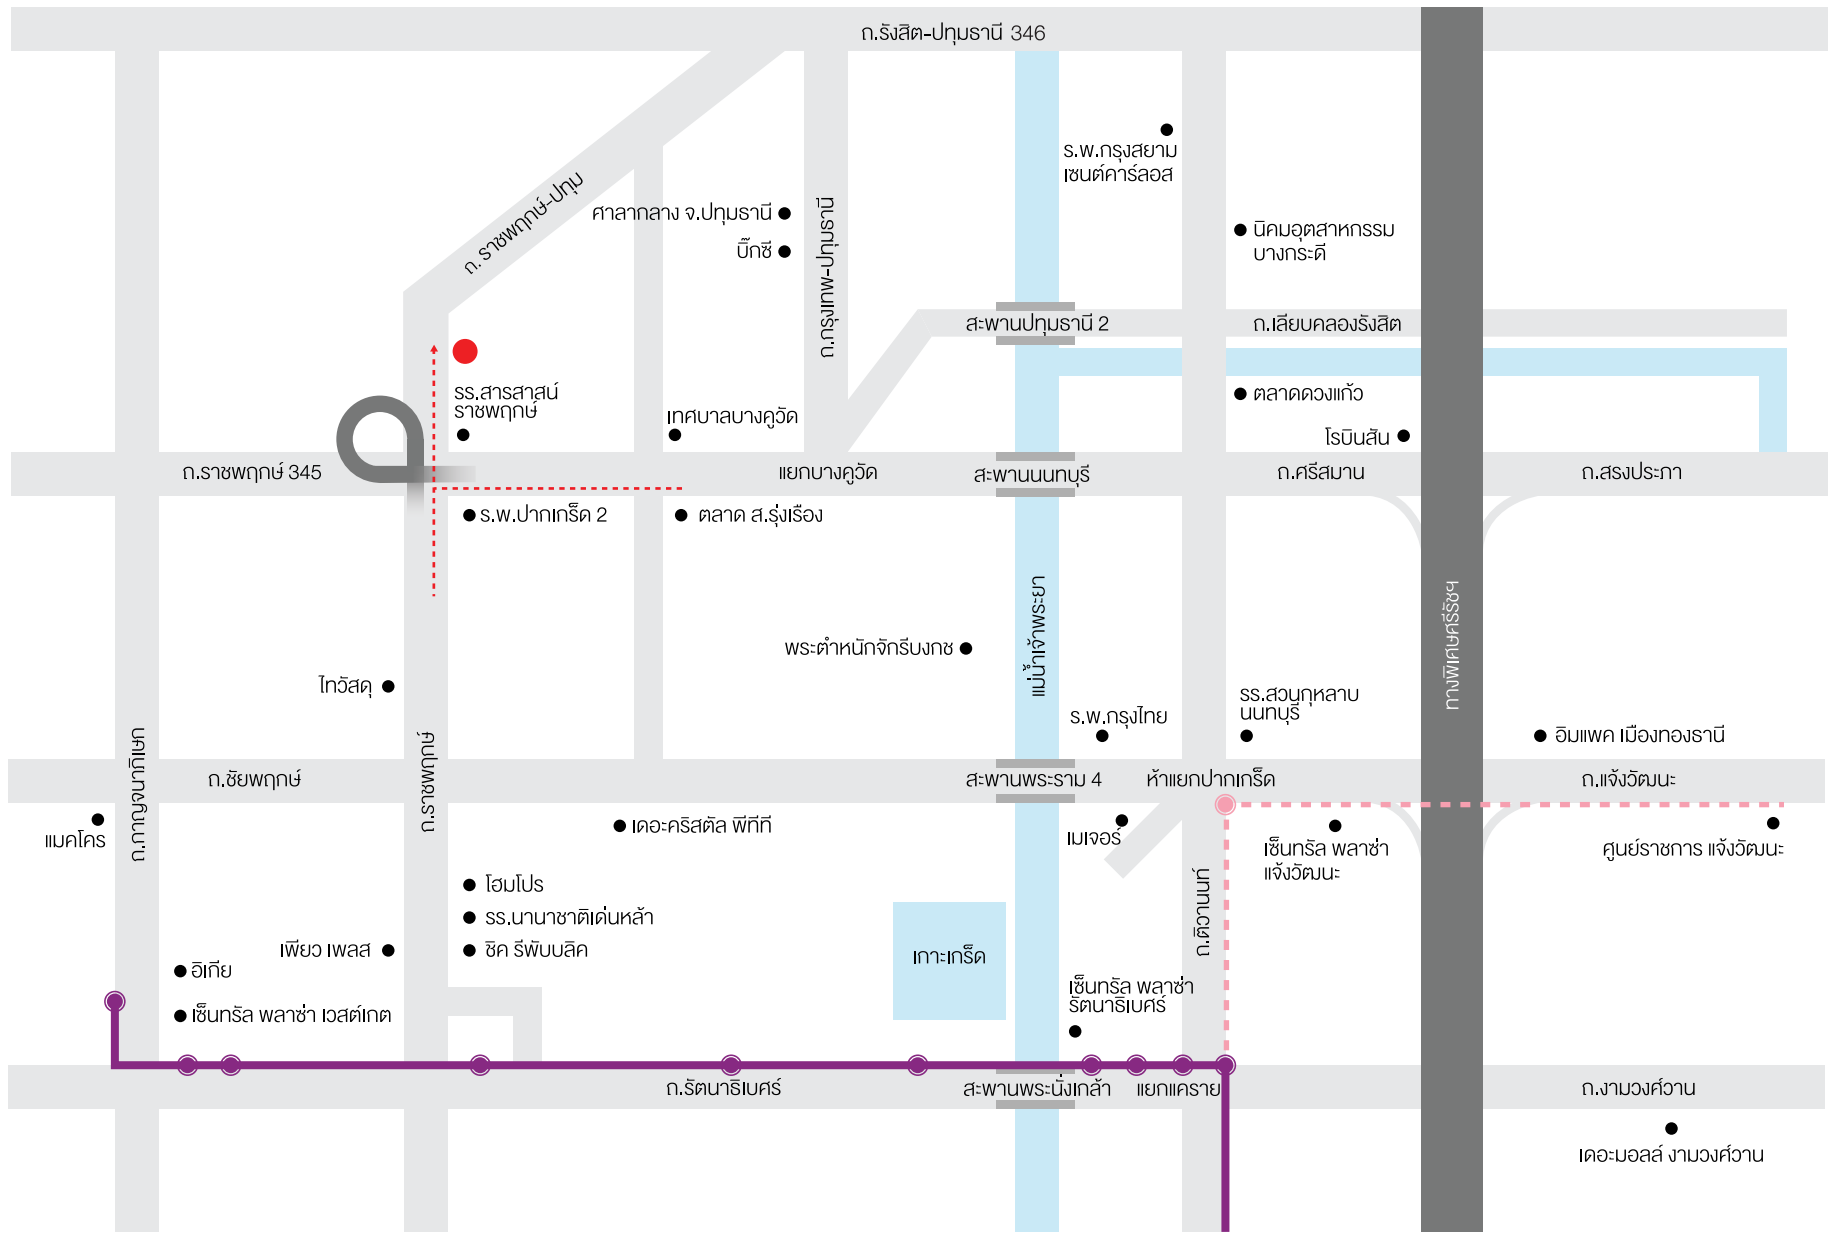 ถ.รังสิต-ปทุมธานี 346
ร.พ.กรุงสยาม
เซนต์คาร์ลอส
ถ. ราชพฤกษ์-ปทุม
ศาลากลาง จ.ปทุมธานี
บิ๊กซี
ถ.กรุงเทพ-ปทุมธานี
นิคมอุตสาหกรรม
บางกระดี
สะพานปทุมธานี 2
ถ.เลียบคลองรังสิต
รร.สารสาสน์
ราชพฤกษ์
เทศบาลบางคูวัด
ตลาดดวงแก้ว
โรบินสัน
ถ.ราชพฤกษ์ 345
แยกบางคูวัด
สะพานนนทบุรี
ถ.ศรีสมาน
ถ.สรงประภา
ร.พ.ปากเกร็ด 2
ตลาด ส.รุ่งเรือง
แม่น้ำเจ้าพระยา
ทางพิเศษศรีรัชฯ
พระตำหนักจักรีบงกช
ไทวัสดุ
ร.พ.กรุงไทย
รร.สวนกุหลาบ
นนทบุรี
อิมแพค เมืองทองธานี
ถ.กาญจนาภิเษก
ถ.ราชพฤกษ์
ถ.ชัยพฤกษ์
สะพานพระราม 4
ห้าแยกปากเกร็ด
ถ.แจ้งวัฒนะ
แมคโคร
เดอะคริสตัล พีทีที
เมเจอร์
เซ็นทรัล พลาซ่า
แจ้งวัฒนะ
ศูนย์ราชการ แจ้งวัฒนะ
โฮมโปร
รร.นานาชาติเด่นหล้า
ชิค รีพับบลิค
เพียว เพลส
ถ.ติวานนท์
เกาะเกร็ด
อิเกีย
เซ็นทรัล พลาซ่า เวสต์เกต
เซ็นทรัล พลาซ่า
รัตนาธิเบศร์
ถ.รัตนาธิเบศร์
สะพานพระนั่งเกล้า
แยกแคราย
ถ.งามวงศ์วาน
เดอะมอลล์ งามวงศ์วาน